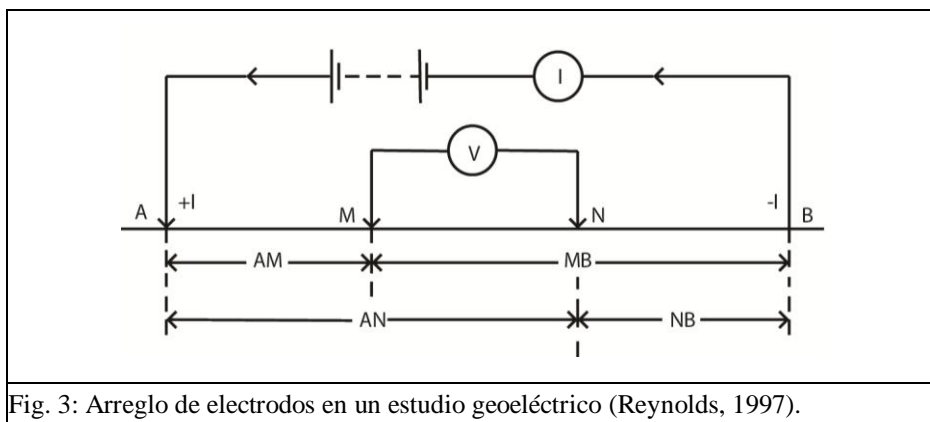 I
V
A
+I
M
N
-I
B
AM
MB
AN
NB
Fig. 3: Arreglo de electrodos en un estudio geoeléctrico (Reynolds, 1997).